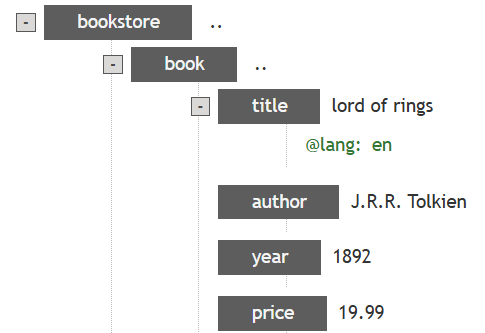 - bookstore ..
- book ..
- title lord of rings
@lang: en
author J.R.R. Tolkien
year 1892
price 19.99